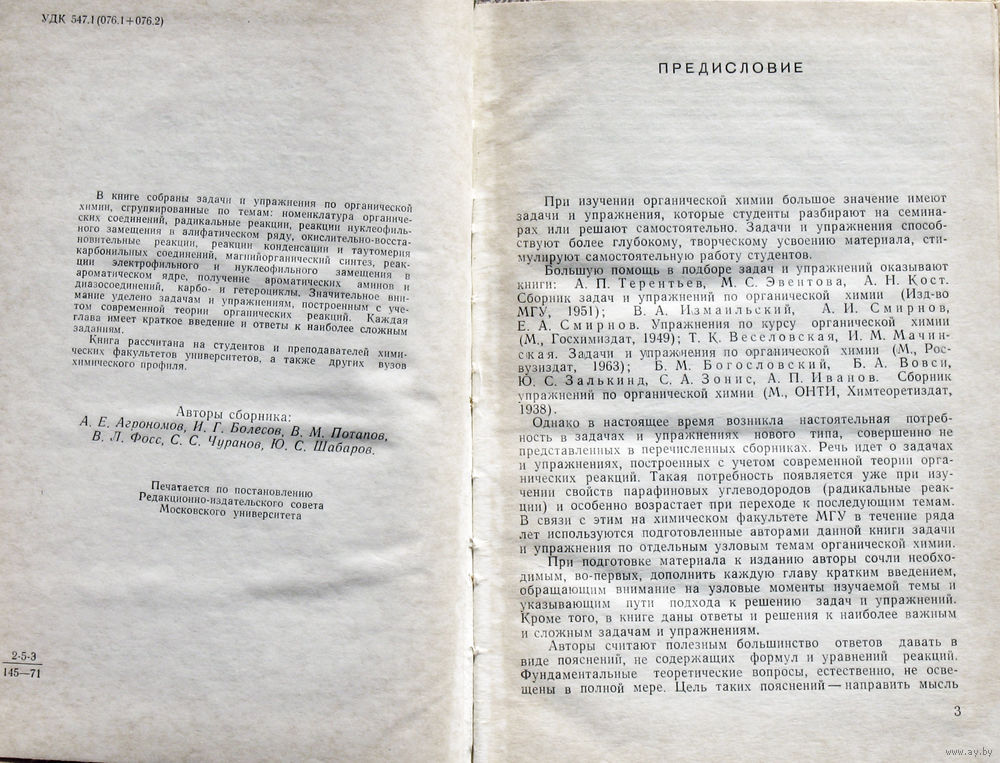 УДК 547.1 (076.1+076.2)
В книге собраны задачи и упражнения по органической
химии, сгруппированные по темам: номенклатура органиче-
ских соединений, радикальные реакции, реакции нуклеофиль-
ного замещения в алифатическом ряду, окислительно-восста-
новительные реакции, реакции конденсации и таутомерия
карбонильных соединений, магнийорганический синтез, реак-
ции электрофильного и нуклеофильного замещения в
ароматическом ядре, получение ароматических аминов и
диазосоединений, карбо- и гетероциклы. Значительное вни-
мание уделено задачам и упражнениям, построенным с уче-
том современной теории органических реакций. Каждая
глава имеет краткое введение и ответы к наиболее сложным
заданиям.
Книга рассчитана на студентов и преподавателей хими-
ческих факультетов университетов, а также других вузов
химического профиля.
Авторы сборника:
А. Е. Агрономов, И. Г. Болесов, В. М. Потапов,
В. Л. Фосс, С. С. Чуранов, Ю. С. Шабаров.
Печатается по постановлению
Редакционно-издательского совета
Московского университета
2-5-3
145—71
ПРЕДИСЛОВИЕ
При изучении органической химии большое значение имеют
задачи и упражнения, которые студенты разбирают на семина-
рах или решают самостоятельно. Задачи и упражнения способ-
ствуют более глубокому, творческому усвоению материала, сти-
мулируют самостоятельную работу студентов.
Большую помощь в подборе задач и упражнений оказывают
книги: А. П. Терентьев, М. С. Эвентова, А. Н. Кост.
Сборник задач и упражнений по органической химии (Изд-во
МГУ, 1951); В. А. Измаильский, А. И. Смирнов,
Е. А. Смирнов. Упражнения по курсу органической химии
(М., Госхимиздат, 1949); Т. К. Веселовская, И. М. Мачин-
ская. Задачи и упражнения по органической химии (М., Рос-
вузиздат, 1963); Б. М. Богословский, Б. А. Вовси,
Ю. С. Залькинд, С. А. Зонис, А. П. Иванов. Сборник
упражнений по органической химии (М., ОНТИ, Химтеоретиздат,
1938).
Однако в настоящее время возникла настоятельная потреб-
ность в задачах и упражнениях нового типа, совершенно не
представленных в перечисленных сборниках. Речь идет о задачах
и упражнениях, построенных с учетом современной теории орга-
нических реакций. Такая потребность появляется уже при изу-
чении свойств парафиновых углеводородов (радикальные реак-
ции) и особенно возрастает при переходе к последующим темам.
В связи с этим на химическом факультете МГУ в течение ряда
лет используются подготовленные авторами данной книги задачи
и упражнения по отдельным узловым темам органической химии.
При подготовке материала к изданию авторы сочли необхо-
димым, во-первых, дополнить каждую главу кратким введением,
обращающим внимание на узловые моменты изучаемой темы и
указывающим пути подхода к решению задач и упражнений.
Кроме того, в книге даны ответы и решения к наиболее важным
и сложным задачам и упражнениям.
Авторы считают полезным большинство ответов давать в
виде пояснений, не содержащих формул и уравнений реакций.
Фундаментальные теоретические вопросы, естественно, не осве-
щены в полной мере. Цель таких пояснений — направить мысль
3
www.ay.by